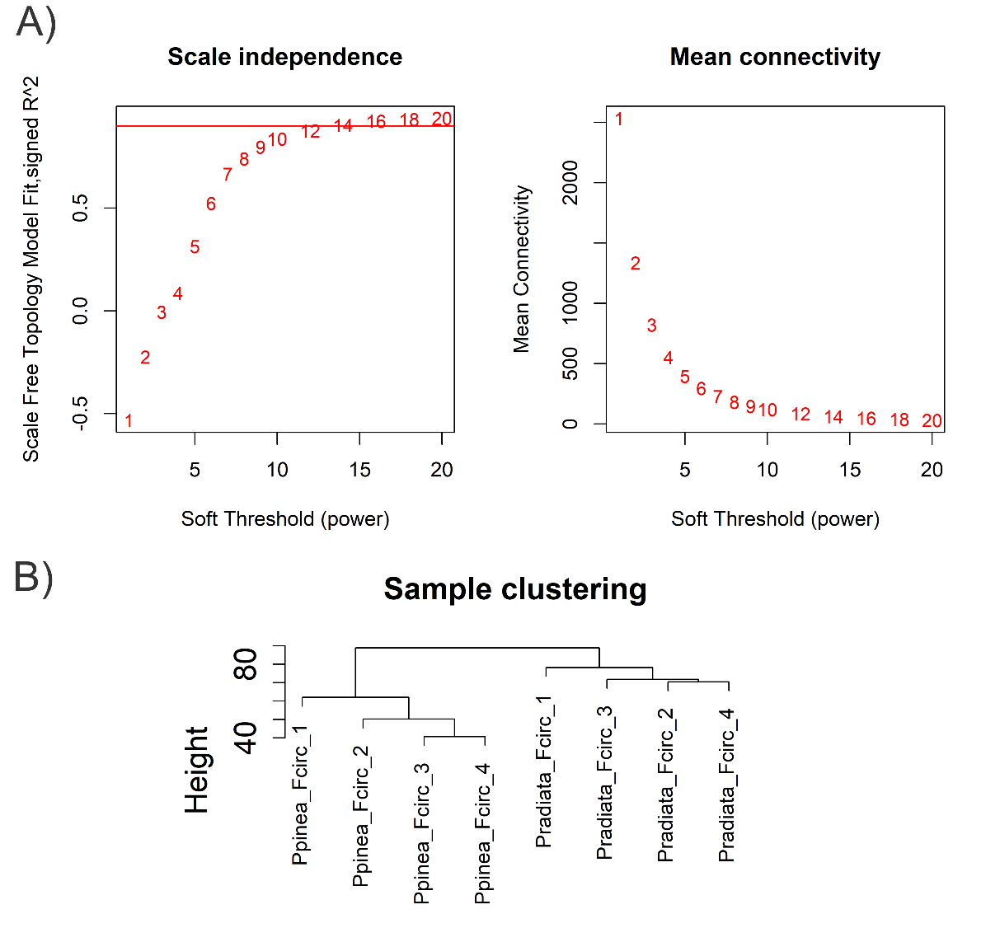 A)
Scale independence
Mean connectivity
Scale Free Topology Model Fit,signed R^2
0.5
0.0
-0.5
1
2
3
4
5
6
7
8
9
10
12
14
16
18
20
5
10
15
20
Soft Threshold (power)
Mean Connectivity
2000
1000
500
0
1
2
3
4
5
6
7
8
9
10
12
14
16
18
20
5
10
15
20
Soft Threshold (power)
B)
Sample clustering
Height
80
40
Ppinea_Fcirc_1
Ppinea_Fcirc_2
Ppinea_Fcirc_3
Ppinea_Fcirc_4
Pradiata_Fcirc_1
Pradiata_Fcirc_3
Pradiata_Fcirc_2
Pradiata_Fcirc_4